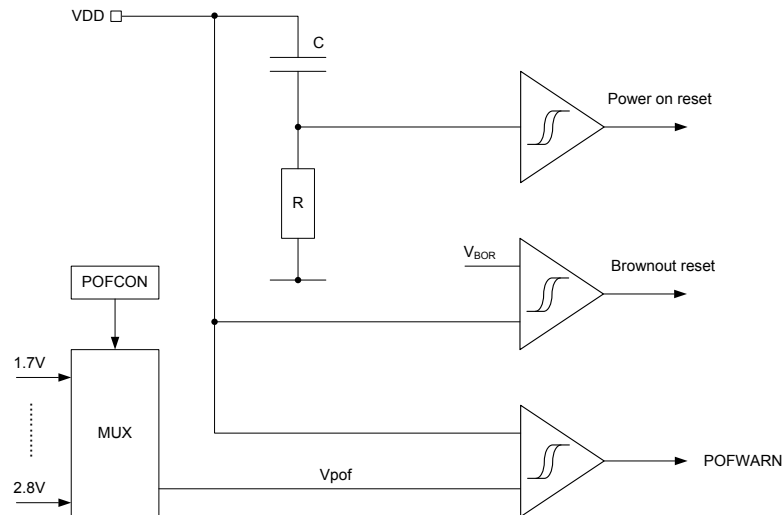 VDD
C
Power on reset
R
VBOR
Brownout reset
POFCON
1.7V
MUX
Vpof
POFWARN
2.8V